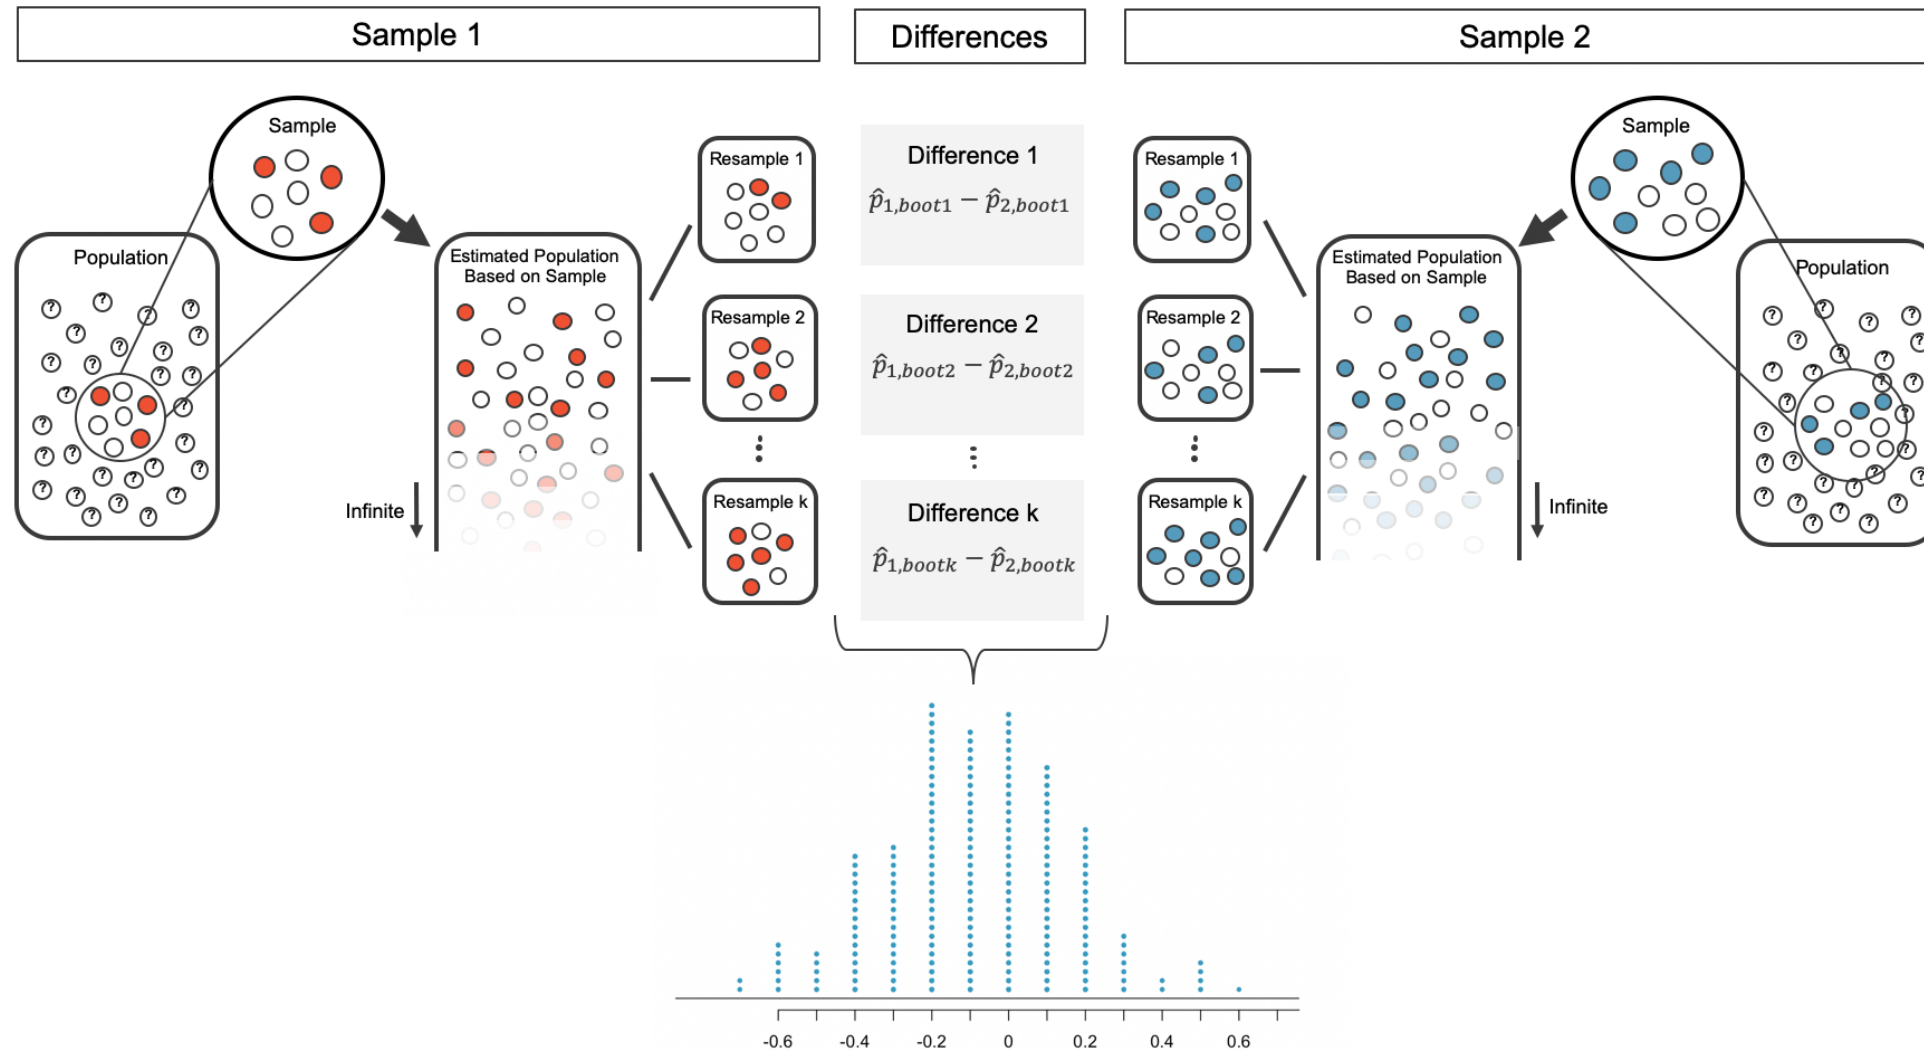 Sample 1
Differences
Sample 2
Sample
Population
Estimated Population
Based on Sample
Infinite
Resample 1
Resample 2
Resample k
Difference 1
p̂1,boot1 − p̂2,boot1
Difference 2
p̂1,boot2 − p̂2,boot2
Difference k
p̂1,bootk − p̂2,bootk
Resample 1
Resample 2
Resample k
Estimated Population
Based on Sample
Infinite
Sample
Population
? ? ? ? ? ? ? ? ? ? ? ? ? ? ? ? ? ? ? ? ? ? ? ? ? ? ? ? ?
-0.6 -0.4 -0.2 0 0.2 0.4 0.6